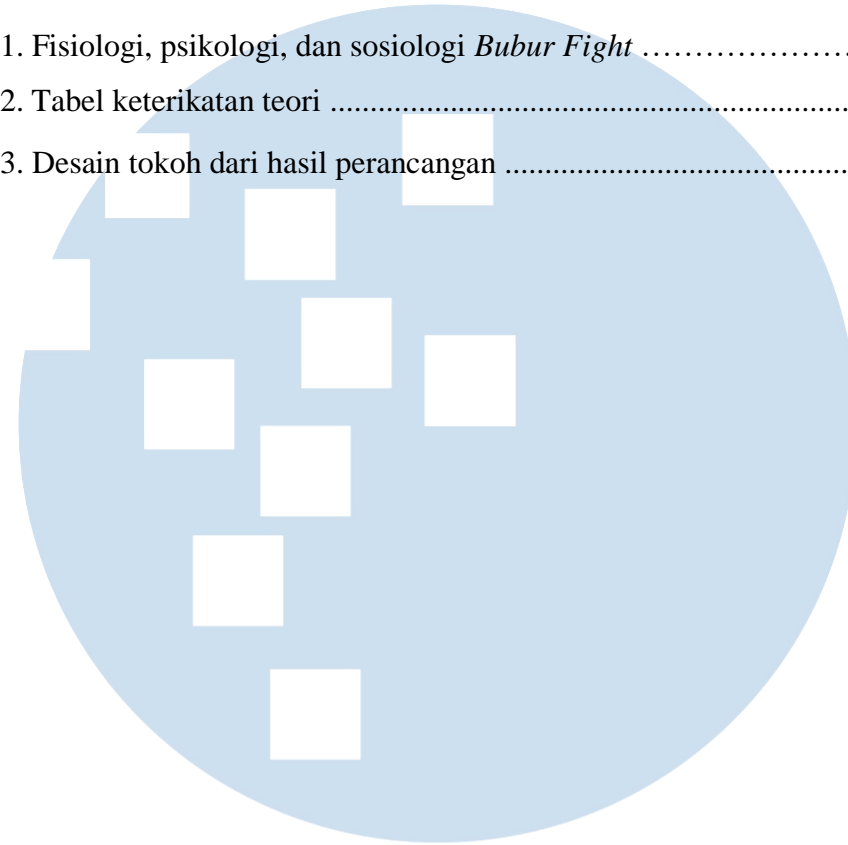 1. Fisiologi, psikologi, dan sosiologi Bubur Fight ........................
2. Tabel keterikatan teori ..................................................................
3. Desain tokoh dari hasil perancangan ............................................